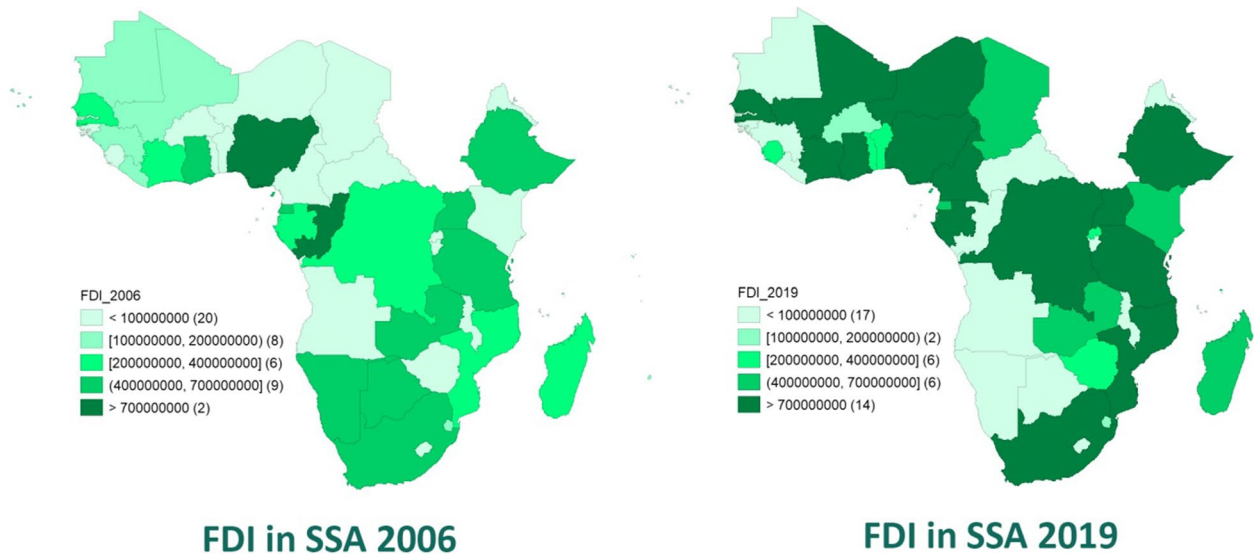 FDI_2006
< 100000000 (20)
[100000000, 200000000) (8)
[200000000, 400000000] (6)
(400000000, 700000000] (9)
> 700000000 (2)
FDI in SSA 2006
FDI_2019
< 100000000 (17)
[100000000, 200000000) (2)
[200000000, 400000000] (6)
(400000000, 700000000] (6)
> 700000000 (14)
FDI in SSA 2019